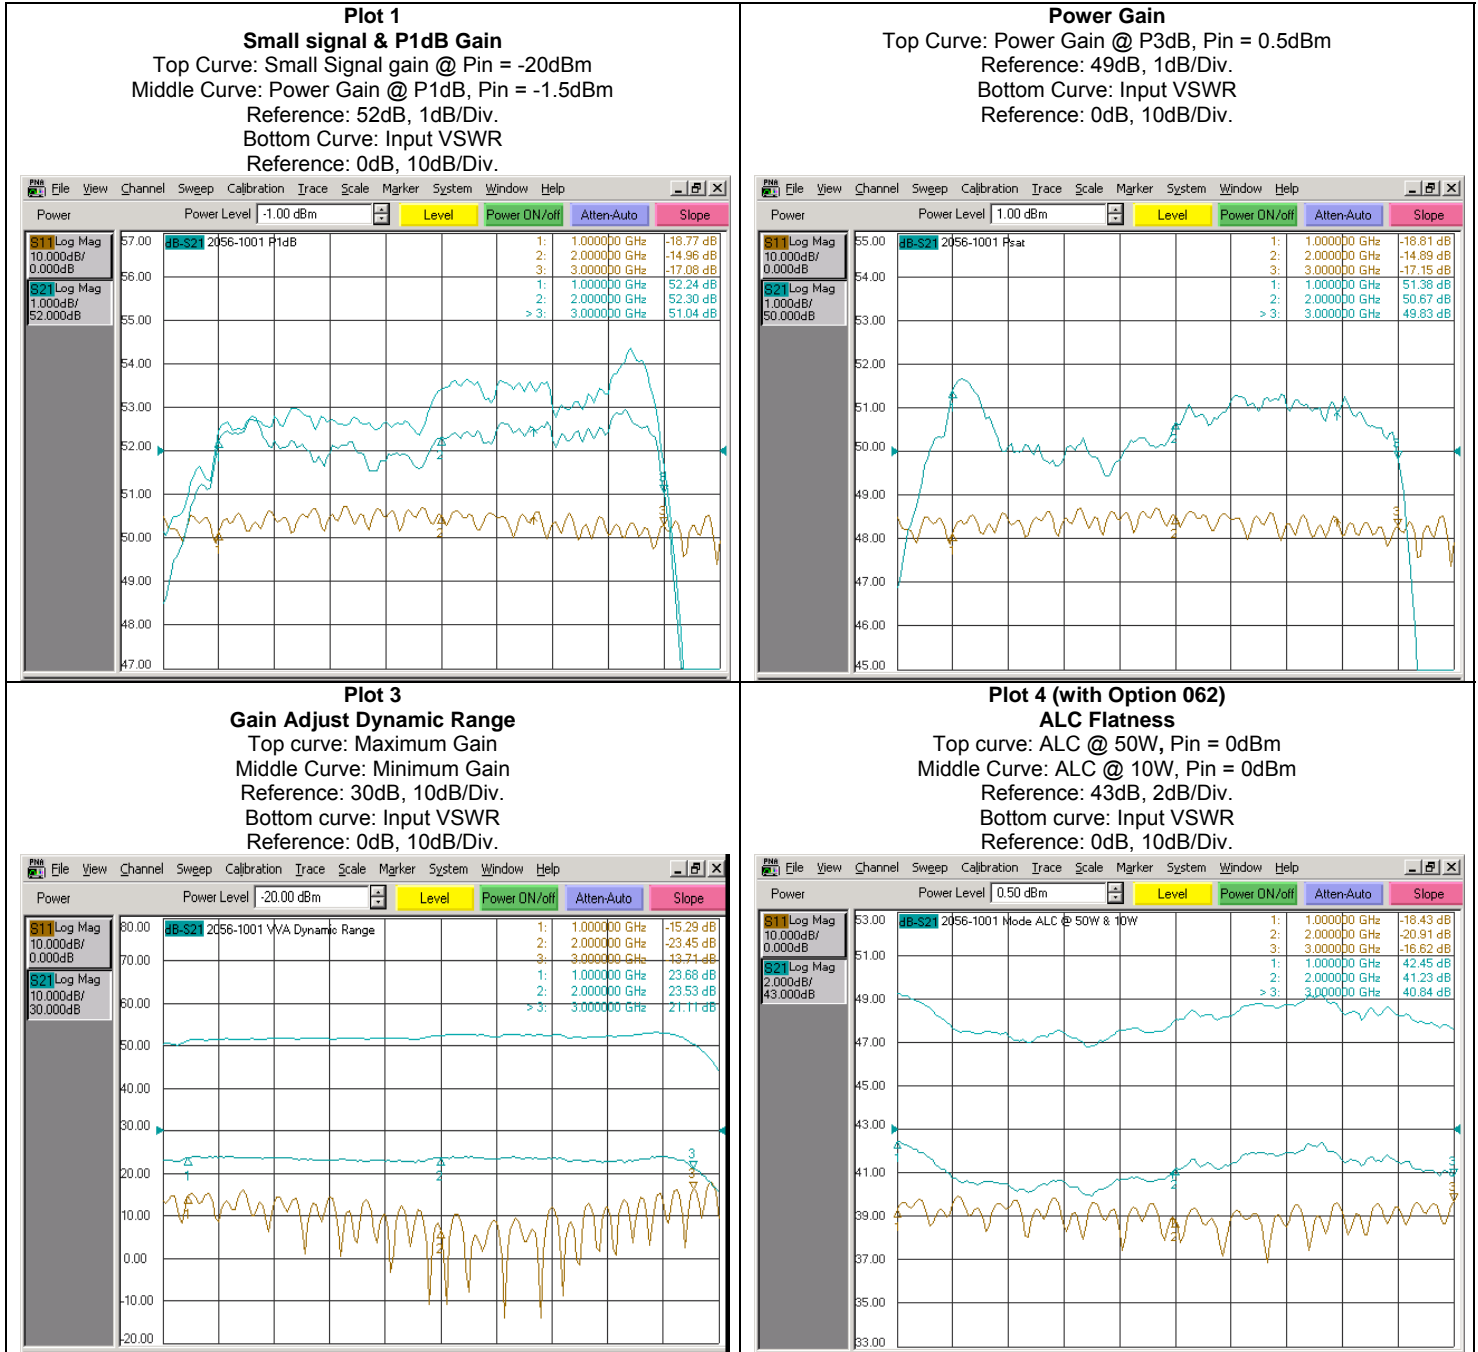 Plot 1
Small signal & P1dB Gain
Top Curve: Small Signal gain @ Pin = -20dBm
Middle Curve: Power Gain @ P1dB, Pin = -1.5dBm
Reference: 52dB, 1dB/Div.
Bottom Curve: Input VSWR
Reference: 0dB, 10dB/Div.
PNA File View Channel Sweep Calibration Trace Scale Marker System Window Help
Power Power Level -1.00 dBm Level Power ON/off Atten-Auto Slope
S11 Log Mag
10.000dB/
0.000dB
S21 Log Mag
1.000dB/
52.000dB
dB-S21 2056-1001 P1dB
1: 1.000000 GHz -18.77 dB
2: 2.000000 GHz -14.96 dB
3: 3.000000 GHz -17.08 dB
1: 1.000000 GHz 52.24 dB
2: 2.000000 GHz 52.30 dB
> 3: 3.000000 GHz 51.04 dB
57.00
56.00
55.00
54.00
53.00
52.00
51.00
50.00
49.00
48.00
47.00
Power Gain
Top Curve: Power Gain @ P3dB, Pin = 0.5dBm
Reference: 49dB, 1dB/Div.
Bottom Curve: Input VSWR
Reference: 0dB, 10dB/Div.
PNA File View Channel Sweep Calibration Trace Scale Marker System Window Help
Power Power Level 1.00 dBm Level Power ON/off Atten-Auto Slope
S11 Log Mag
10.000dB/
0.000dB
S21 Log Mag
1.000dB/
50.000dB
dB-S21 2056-1001 Psat
1: 1.000000 GHz -18.81 dB
2: 2.000000 GHz -14.89 dB
3: 3.000000 GHz -17.15 dB
1: 1.000000 GHz 51.38 dB
2: 2.000000 GHz 50.67 dB
> 3: 3.000000 GHz 49.83 dB
55.00
54.00
53.00
52.00
51.00
50.00
49.00
48.00
47.00
46.00
45.00
Plot 3
Gain Adjust Dynamic Range
Top curve: Maximum Gain
Middle Curve: Minimum Gain
Reference: 30dB, 10dB/Div.
Bottom curve: Input VSWR
Reference: 0dB, 10dB/Div.
PNA File View Channel Sweep Calibration Trace Scale Marker System Window Help
Power Power Level -20.00 dBm Level Power ON/off Atten-Auto Slope
S11 Log Mag
10.000dB/
0.000dB
S21 Log Mag
10.000dB/
30.000dB
dB-S21 2056-1001 VVA Dynamic Range
1: 1.000000 GHz -15.29 dB
2: 2.000000 GHz -23.45 dB
3: 3.000000 GHz -13.71 dB
1: 1.000000 GHz 23.68 dB
2: 2.000000 GHz 23.53 dB
> 3: 3.000000 GHz 21.11 dB
80.00
70.00
60.00
50.00
40.00
30.00
20.00
10.00
0.00
-10.00
-20.00
Plot 4 (with Option 062)
ALC Flatness
Top curve: ALC @ 50W, Pin = 0dBm
Middle Curve: ALC @ 10W, Pin = 0dBm
Reference: 43dB, 2dB/Div.
Bottom curve: Input VSWR
Reference: 0dB, 10dB/Div.
PNA File View Channel Sweep Calibration Trace Scale Marker System Window Help
Power Power Level 0.50 dBm Level Power ON/off Atten-Auto Slope
S11 Log Mag
10.000dB/
0.000dB
S21 Log Mag
2.000dB/
43.000dB
dB-S21 2056-1001 Mode ALC @ 50W & 10W
1: 1.000000 GHz -18.43 dB
2: 2.000000 GHz -20.91 dB
3: 3.000000 GHz -16.62 dB
1: 1.000000 GHz 42.45 dB
2: 2.000000 GHz 41.23 dB
> 3: 3.000000 GHz 40.84 dB
53.00
51.00
49.00
47.00
45.00
43.00
41.00
39.00
37.00
35.00
33.00